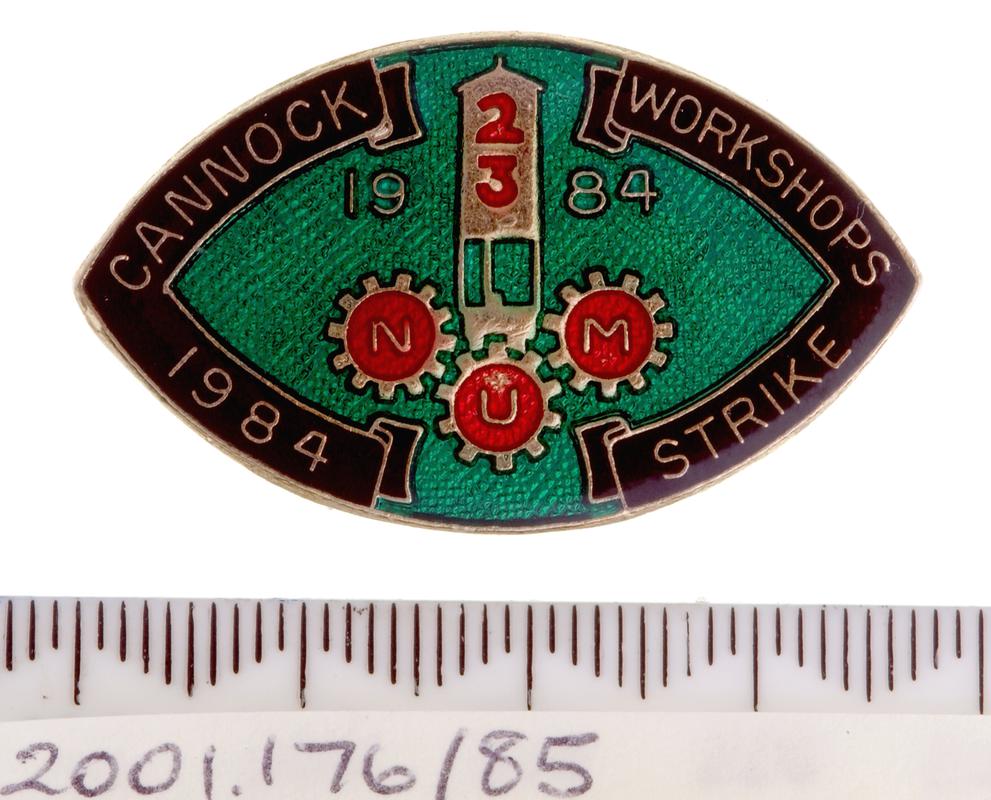 CANNOCK WORKSHOPS
23
19 84
N U M
1984 STRIKE
2001.176/85